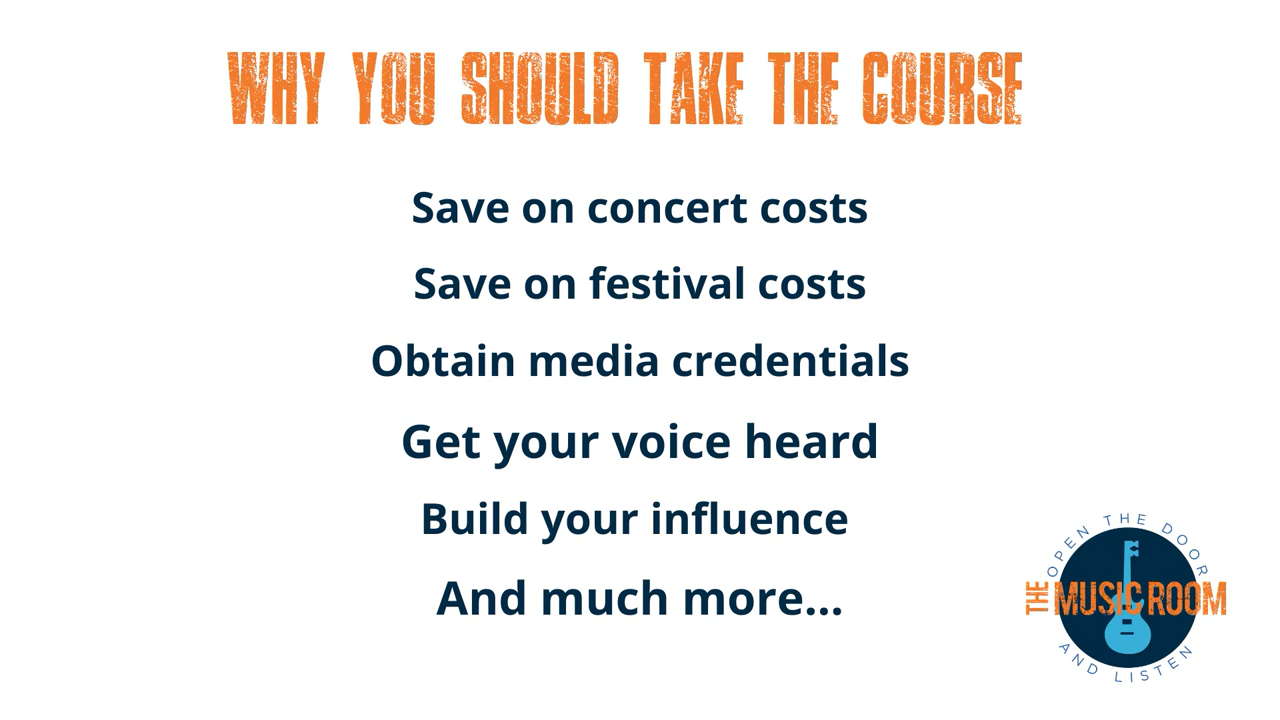 WHY YOU SHOULD TAKE THE COURSE
Save on concert costs
Save on festival costs
Obtain media credentials
Get your voice heard
Build your influence
And much more...
OPEN THE DOOR
THE MUSIC ROOM
AND LISTEN